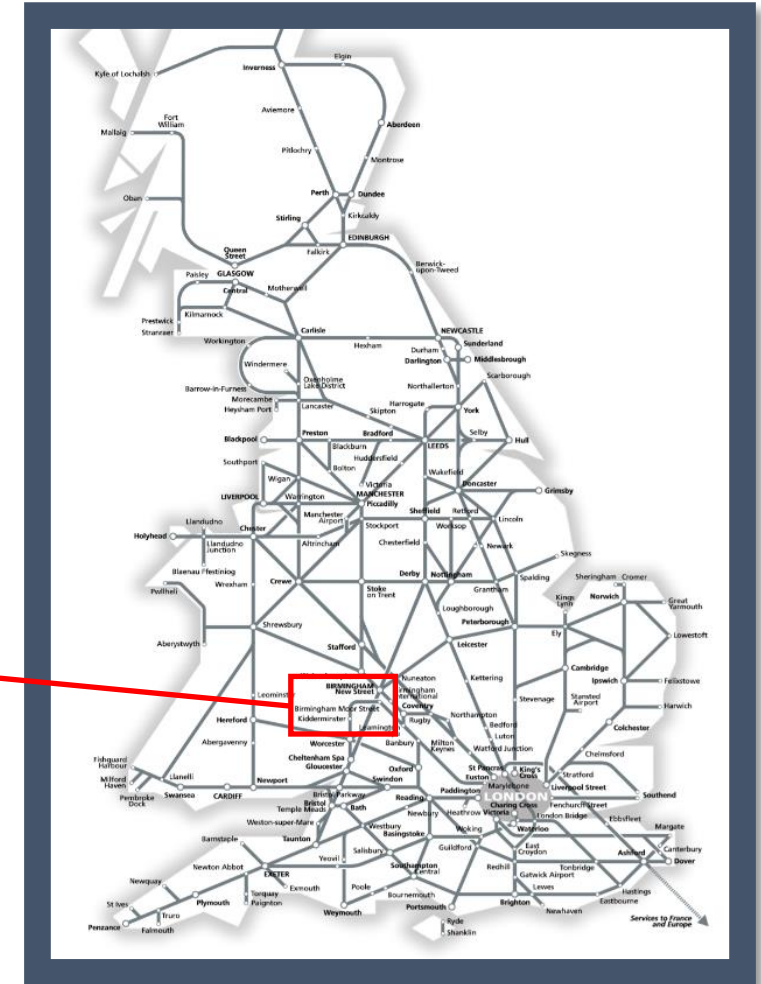 Elgin
Inverness
Kyle of Lochalsh
Aviemore
Fort
William
Aberdeen
Mallaig
Pitlochry
Montrose
Perth
Dundee
Oban
Stirling
Kirkcaldy
EDINBURGH
Queen
Street
Falkirk
Berwick-
upon-Tweed
Paisley
GLASGOW
Central
Motherwell
Prestwick
Kilmarnock
Stranraer
Carlisle
NEWCASTLE
Workington
Hexham
Durham
Sunderland
Darlington
Middlesbrough
Windermere
Scarborough
Oxenholme
Lake District
Barrow-in-Furness
Northallerton
Morecambe
Heysham Port
Lancaster
Harrogate
Skipton
York
Blackpool
Preston
Bradford
Selby
Blackburn
LEEDS
Hull
Southport
Huddersfield
Bolton
Wakefield
Wigan
Victoria
Doncaster
MANCHESTER
Piccadilly
LIVERPOOL
Warrington
Grimsby
Manchester
Airport
Sheffield
Retford
Llandudno
Chester
Stockport
Worksop
Lincoln
Holyhead
Llandudno
Junction
Altrincham
Chesterfield
Newark
Skegness
Blaenau Ffestiniog
Wrexham
Crewe
Derby
Nottingham
Spalding
Sheringham
Cromer
Pwllheli
Stoke
on Trent
Grantham
Kings
Lynn
Norwich
Great
Yarmouth
Loughborough
Shrewsbury
Peterborough
Aberystwyth
Stafford
Leicester
Ely
Lowestoft
Nuneaton
Cambridge
BIRMINGHAM
New Street
Birmingham
International
Kettering
Ipswich
Felixstowe
Leominster
Birmingham Moor Street
Coventry
Stevenage
Stansted
Airport
Harwich
Hereford
Kidderminster
Leamington
Rugby
Northampton
Bedford
Colchester
Abergavenny
Worcester
Banbury
Milton
Keynes
Luton
Watford Junction
Chelmsford
Fishguard
Harbour
Cheltenham Spa
Gloucester
Oxford
St Pancras
Euston
King's
Cross
Stratford
Milford
Haven
Llanelli
Newport
Swindon
Paddington
Marylebone
Liverpool Street
Pembroke
Dock
Swansea
CARDIFF
Bristol Parkway
Reading
LONDON
Southend
Bristol
Temple Meads
Bath
Newbury
Heathrow
Victoria
Charing Cross
Fenchurch Street
London Bridge
Ebbsfleet
Weston-super-Mare
Westbury
Basingstoke
Woking
Waterloo
Margate
Barnstaple
Taunton
Salisbury
Guildford
East
Croydon
Canterbury
Newton Abbot
Yeovil
Southampton
Central
Redhill
Tonbridge
Ashford
Dover
Newquay
EXETER
Gatwick Airport
St Ives
Exmouth
Poole
Lewes
Hastings
Plymouth
Torquay
Paignton
Bournemouth
Eastbourne
Truro
Weymouth
Portsmouth
Brighton
Newhaven
Penzance
Falmouth
Ryde
Shanklin
Services to France
and Europe